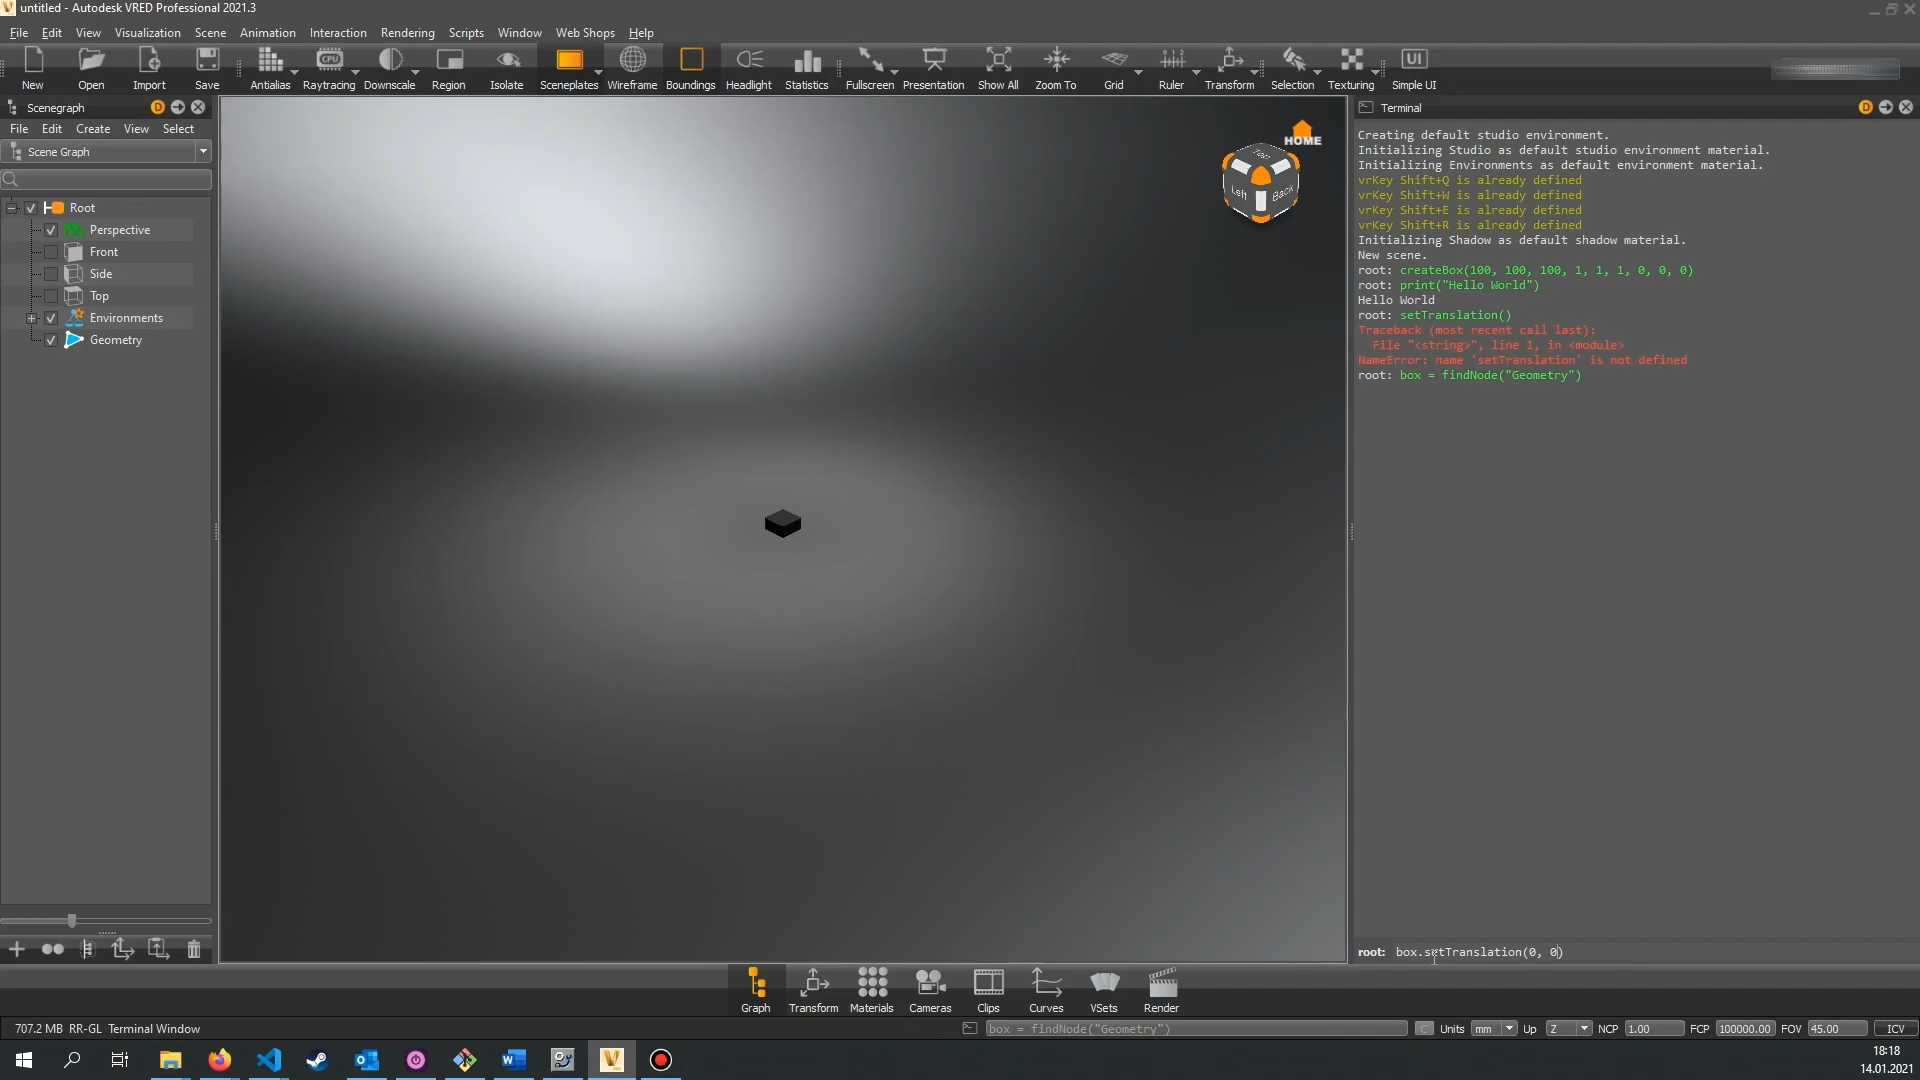 untitled - Autodesk VRED Professional 2021.3
File Edit View Visualization Scene Animation Interaction Rendering Scripts Window Web Shops Help
CPU UI
New Open Import Save Antialias Raytracing Downscale Region Isolate Sceneplates Wireframe Boundings Headlight Statistics Fullscreen Presentation Show All Zoom To Grid Ruler Transform Selection Texturing Simple UI
Scenegraph D
File Edit Create View Select
Scene Graph
Root
Perspective
Front
Side
Top
Environments
Geometry
HOME
Top
Left Back
Terminal D
Creating default studio environment.
Initializing Studio as default studio environment material.
Initializing Environments as default environment material.
vrKey Shift+Q is already defined
vrKey Shift+W is already defined
vrKey Shift+E is already defined
vrKey Shift+R is already defined
Initializing Shadow as default shadow material.
New scene.
root: createBox(100, 100, 100, 1, 1, 1, 0, 0, 0)
root: print("Hello World")
Hello World
root: setTranslation()
Traceback (most recent call last):
File "<string>", line 1, in <module>
NameError: name 'setTranslation' is not defined
root: box = findNode("Geometry")
root: box.setTranslation(0, 0)
Graph Transform Materials Cameras Clips Curves VSets Render
707.2 MB RR-GL Terminal Window
box = findNode("Geometry")
C Units mm Up Z NCP 1.00 FCP 100000.00 FOV 45.00 ICV
18:18
14.01.2021